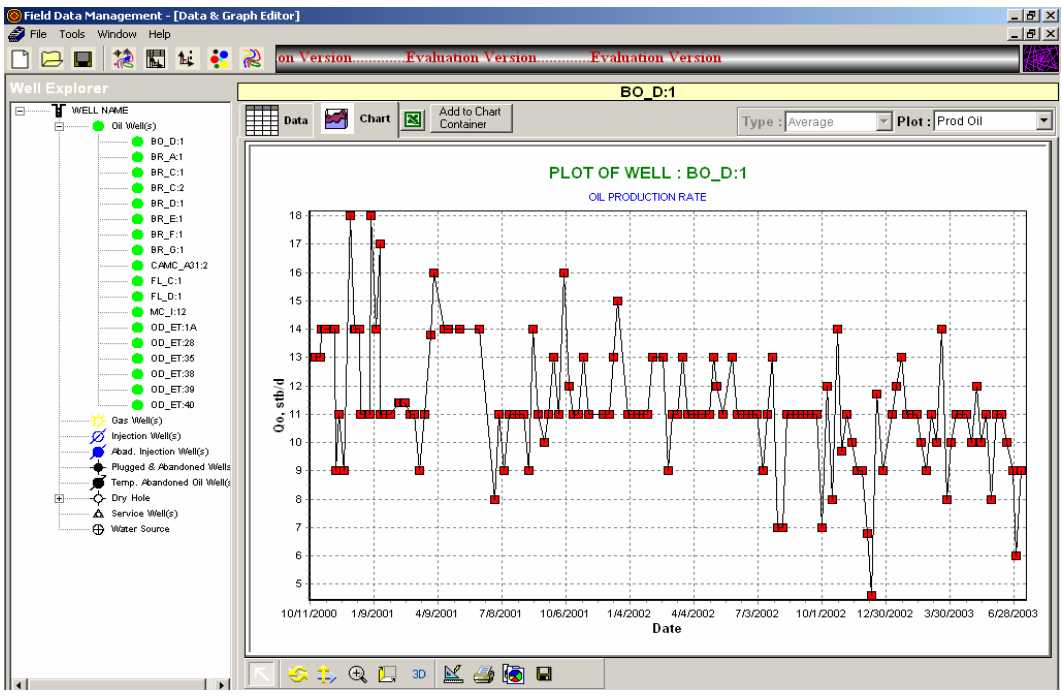 Field Data Management - [Data & Graph Editor]
File Tools Window Help
on Version.............Evaluation Version.............Evaluation Version
Well Explorer
BO_D:1
WELL NAME
Oil Well(s)
BO_D:1
BR_A:1
BR_C:1
BR_C:2
BR_D:1
BR_E:1
BR_F:1
BR_G:1
CAMC_A31:2
FL_C:1
FL_D:1
MC_I:12
OD_ET:1A
OD_ET:28
OD_ET:35
OD_ET:38
OD_ET:39
OD_ET:40
Gas Well(s)
Injection Well(s)
Abad. Injection Well(s)
Plugged & Abandoned Wells
Temp. Abandoned Oil Well(s
Dry Hole
Service Well(s)
Water Source
Data
Chart
Add to Chart
Container
Type : Average
Plot : Prod Oil
PLOT OF WELL : BO_D:1
OIL PRODUCTION RATE
18
17
16
15
14
13
12
11
10
9
8
7
6
5
Qo, stb/d
10/11/2000 1/9/2001 4/9/2001 7/8/2001 10/6/2001 1/4/2002 4/4/2002 7/3/2002 10/1/2002 12/30/2002 3/30/2003 6/28/2003
Date
3D